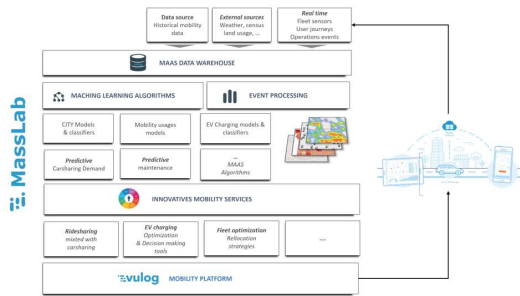 MassLab
Data source
Historical mobility
data
External sources
Weather, census
land usage, ...
Real time
Fleet sensors
User journeys
Operations events
MAAS DATA WAREHOUSE
MACHING LEARNING ALGORITHMS
EVENT PROCESSING
CITY Models
& classifiers
Mobility usages
models
EV Charging models &
classifiers
Predictive
Carsharing Demand
Predictive
maintenance
...
MAAS
Algorithms
INNOVATIVES MOBILITY SERVICES
Ridesharing
mixed with
carsharing
EV charging
Optimization
& Decision making
tools
Fleet optimization
Rellocation
strategies
....
vulog MOBILITY PLATFORM